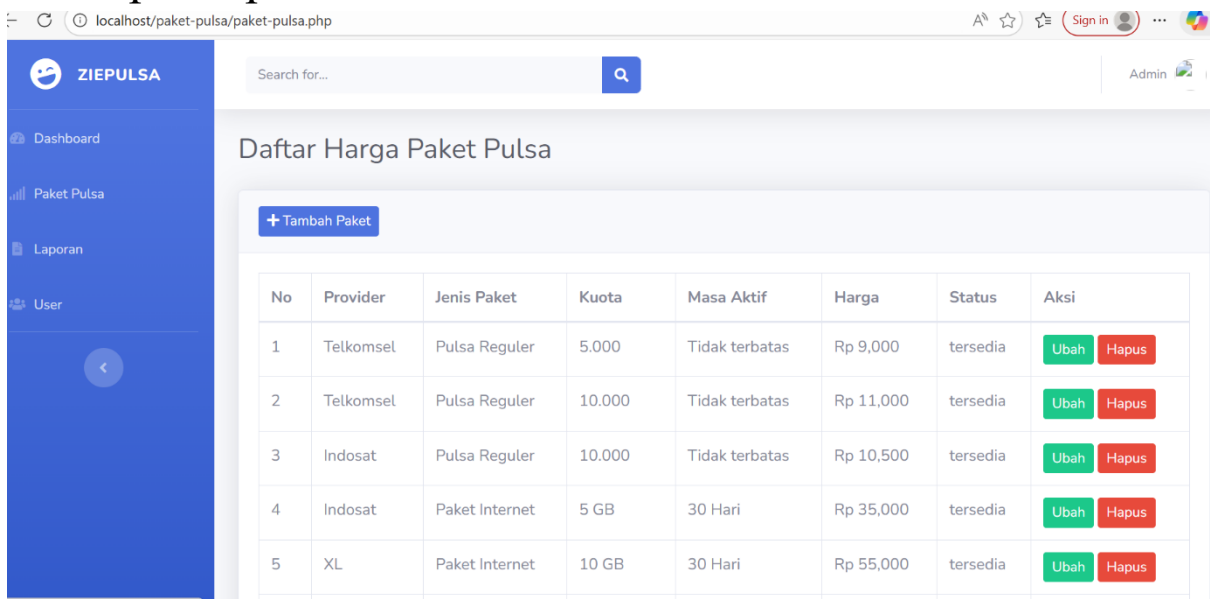 localhost/paket-pulsa/paket-pulsa.php
Sign in
ZIEPULSA
Search for...
Admin
Dashboard
Paket Pulsa
Laporan
User
Daftar Harga Paket Pulsa
+ Tambah Paket
No Provider Jenis Paket Kuota Masa Aktif Harga Status Aksi
1 Telkomsel Pulsa Reguler 5.000 Tidak terbatas Rp 9,000 tersedia Ubah Hapus
2 Telkomsel Pulsa Reguler 10.000 Tidak terbatas Rp 11,000 tersedia Ubah Hapus
3 Indosat Pulsa Reguler 10.000 Tidak terbatas Rp 10,500 tersedia Ubah Hapus
4 Indosat Paket Internet 5 GB 30 Hari Rp 35,000 tersedia Ubah Hapus
5 XL Paket Internet 10 GB 30 Hari Rp 55,000 tersedia Ubah Hapus